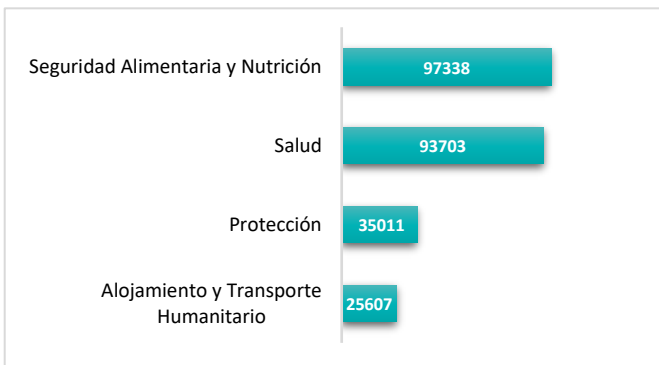 Seguridad Alimentaria y Nutrición
97338
Salud
93703
Protección
35011
Alojamiento y Transporte
Humanitario
25607